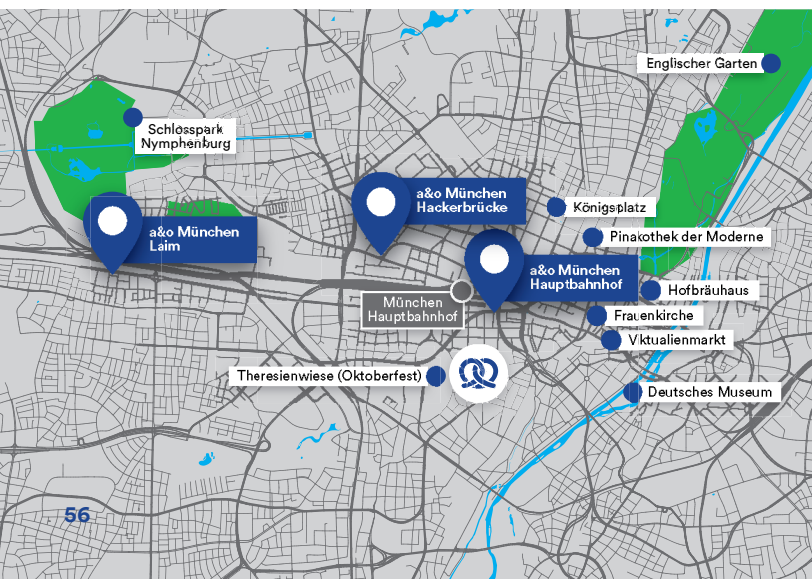 Englischer Garten
Schlosspark
Nymphenburg
a&o München
Hackerbrücke
Königsplatz
a&o München
Laim
Pinakothek der Moderne
a&o München
Hauptbahnhof
Hofbräuhaus
München
Hauptbahnhof
Frauenkirche
Viktualienmarkt
Theresienwiese (Oktoberfest)
Deutsches Museum
56